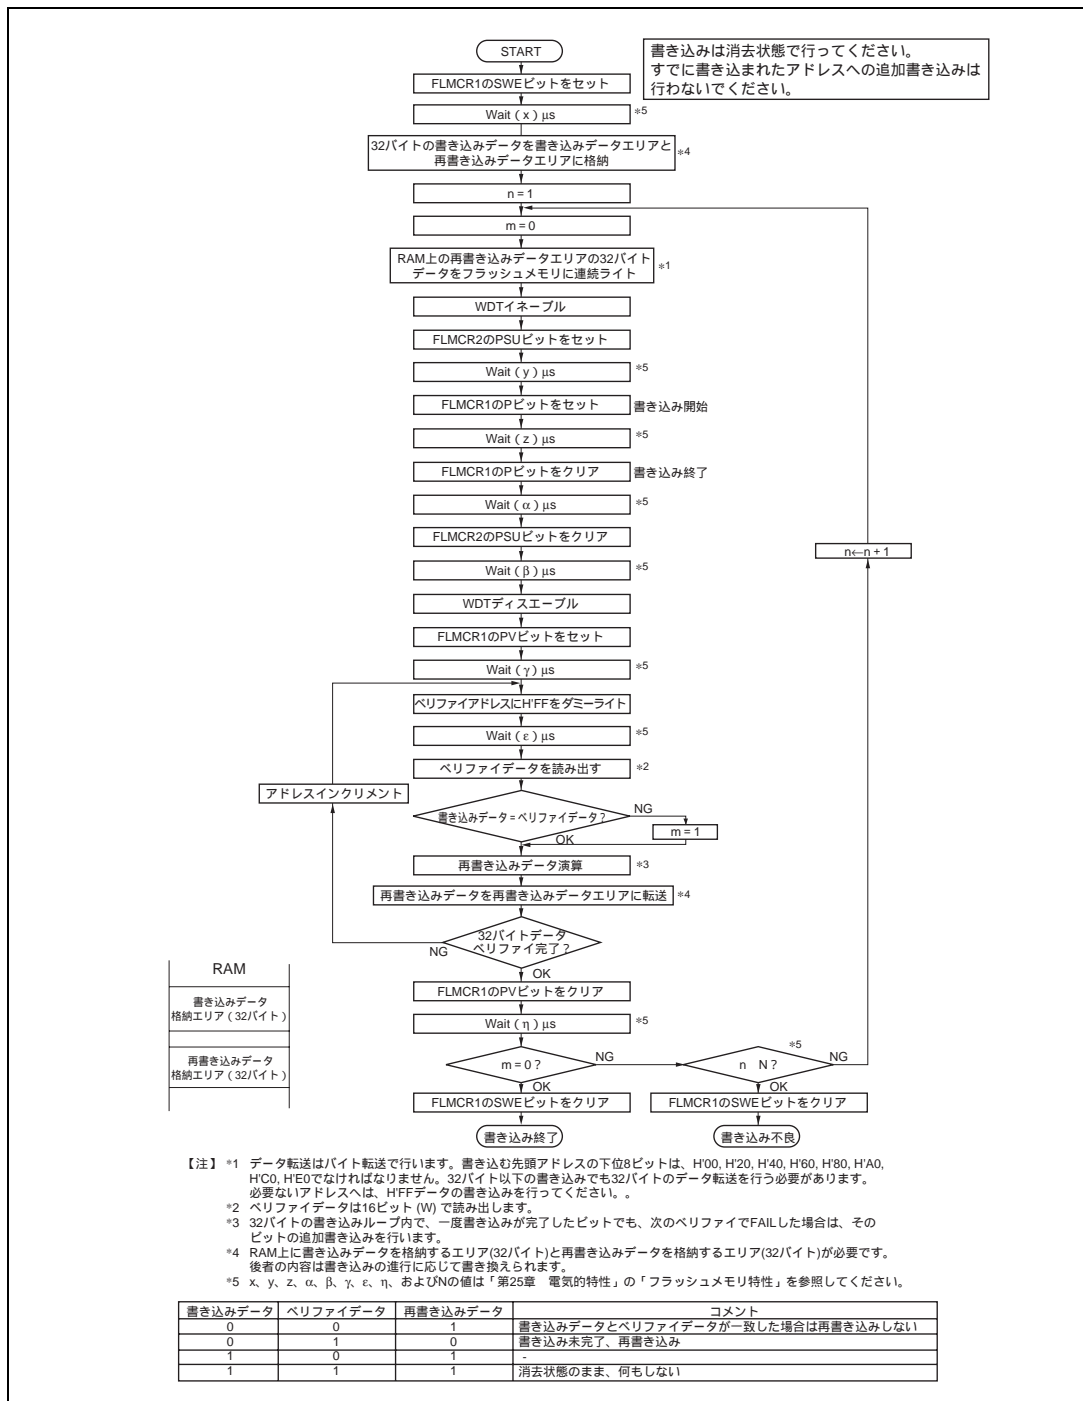 START
書き込みは消去状態で行ってください。
すでに書き込まれたアドレスへの追加書き込みは
行わないでください。
FLMCR1のSWEビットをセット
Wait ( x ) μs *5
32バイトの書き込みデータを書き込みデータエリアと
再書き込みデータエリアに格納 *4
n = 1
m = 0
RAM上の再書き込みデータエリアの32バイト
データをフラッシュメモリに連続ライト *1
WDTイネーブル
FLMCR2のPSUビットをセット
Wait ( y ) μs *5
FLMCR1のPビットをセット 書き込み開始
Wait ( z ) μs *5
FLMCR1のPビットをクリア 書き込み終了
Wait ( α ) μs *5
FLMCR2のPSUビットをクリア
n←n + 1
Wait ( β ) μs *5
WDTディスエーブル
FLMCR1のPVビットをセット
Wait ( γ ) μs *5
ベリファイアドレスにH'FFをダミーライト
Wait ( ε ) μs *5
ベリファイデータを読み出す *2
アドレスインクリメント
書き込みデータ = ベリファイデータ ? NG
m = 1
OK
再書き込みデータ演算 *3
再書き込みデータを再書き込みデータエリアに転送 *4
32バイトデータ
ベリファイ完了 ?
NG
OK
RAM
書き込みデータ
格納エリア ( 32バイト )
再書き込みデータ
格納エリア ( 32バイト )
FLMCR1のPVビットをクリア
Wait ( η ) μs *5
m = 0 ? NG
n N ? *5 NG
OK OK
FLMCR1のSWEビットをクリア FLMCR1のSWEビットをクリア
書き込み終了 書き込み不良
【注】 *1 データ転送はバイト転送で行います。書き込む先頭アドレスの下位8ビットは、H'00, H'20, H'40, H'60, H'80, H'A0,
H'C0, H'E0でなければなりません。32バイト以下の書き込みでも32バイトのデータ転送を行う必要があります。
必要ないアドレスへは、H'FFデータの書き込みを行ってください。。
*2 ベリファイデータは16ビット (W) で読み出します。
*3 32バイトの書き込みループ内で、一度書き込みが完了したビットでも、次のベリファイでFAILした場合は、その
ビットの追加書き込みを行います。
*4 RAM上に書き込みデータを格納するエリア(32バイト)と再書き込みデータを格納するエリア(32バイト)が必要です。
後者の内容は書き込みの進行に応じて書き換えられます。
*5 x、y、z、α、β、γ、ε、η、およびNの値は「第25章 電気的特性」の「フラッシュメモリ特性」を参照してください。
書き込みデータ ベリファイデータ 再書き込みデータ コメント
0 0 1 書き込みデータとベリファイデータが一致した場合は再書き込みしない
0 1 0 書き込み未完了、再書き込み
1 0 1 -
1 1 1 消去状態のまま、何もしない